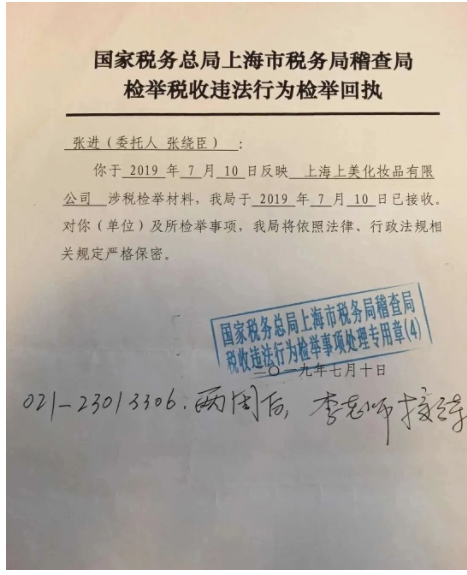 国家税务总局上海市税务局稽查局
检举税收违法行为检举回执
张进（委托人 张绕臣）：
你于 2019 年 7 月 10 日反映 上海上美化妆品有限
公司 涉税检举材料，我局于 2019 年 7 月 10 日已接收。
对你（单位）及所检举事项，我局将依照法律、行政法规相
关规定严格保密。
国家税务总局上海市税务局稽查局
税收违法行为检举事项处理专用章(4)
二〇一九年七月十日
021-23013306.两周后，李老师接待